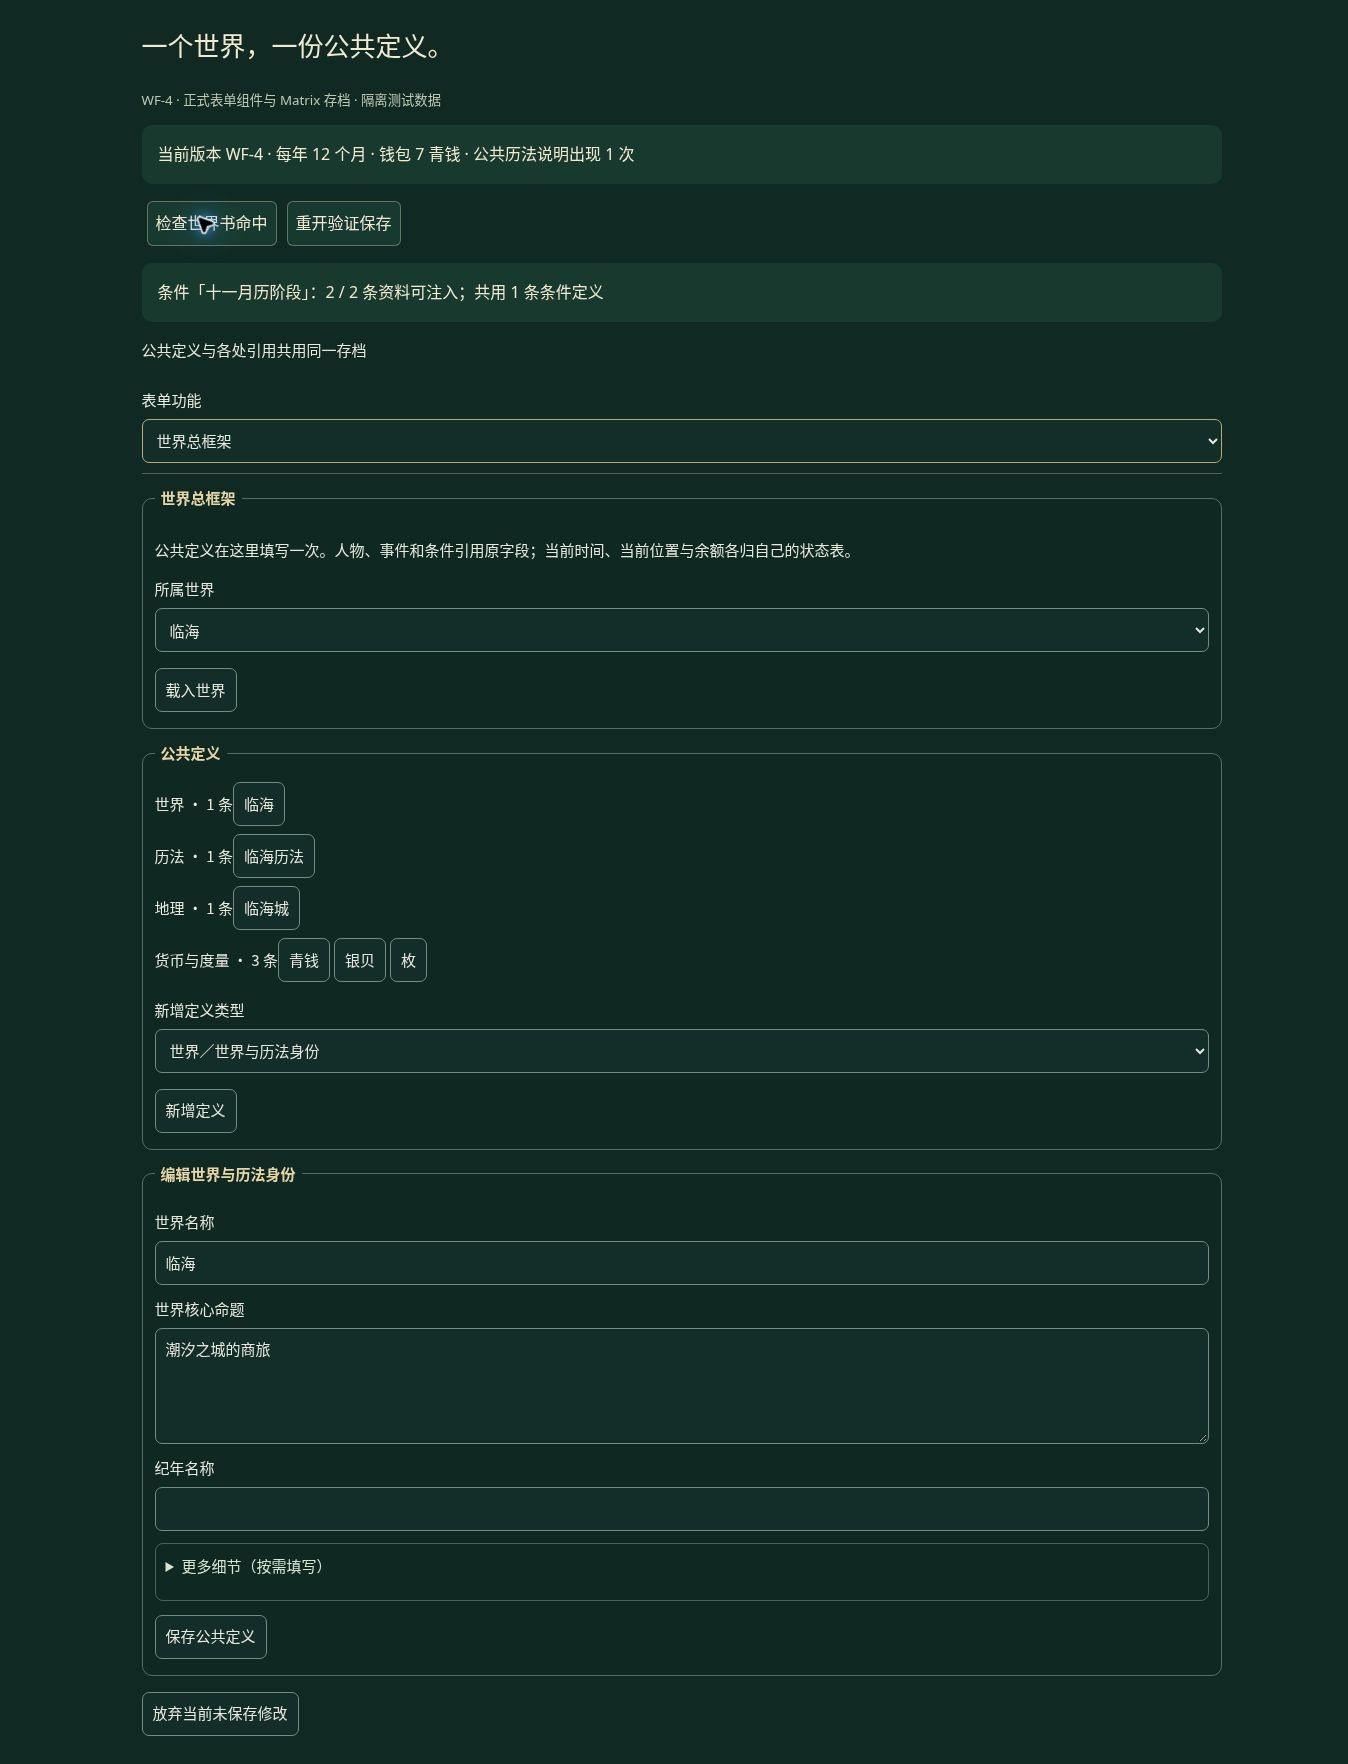 一个世界，一份公共定义。
WF-4 · 正式表单组件与 Matrix 存档 · 隔离测试数据
当前版本 WF-4 · 每年 12 个月 · 钱包 7 青钱 · 公共历法说明出现 1 次
检查世界书命中 重开验证保存
条件「十一月历阶段」：2 / 2 条资料可注入；共用 1 条条件定义
公共定义与各处引用共用同一存档
表单功能
世界总框架
世界总框架
公共定义在这里填写一次。人物、事件和条件引用原字段；当前时间、当前位置与余额各归自己的状态表。
所属世界
临海
载入世界
公共定义
世界 · 1 条 临海
历法 · 1 条 临海历法
地理 · 1 条 临海城
货币与度量 · 3 条 青钱 银贝 枚
新增定义类型
世界／世界与历法身份
新增定义
编辑世界与历法身份
世界名称
临海
世界核心命题
潮汐之城的商旅
纪年名称
更多细节（按需填写）
保存公共定义
放弃当前未保存修改